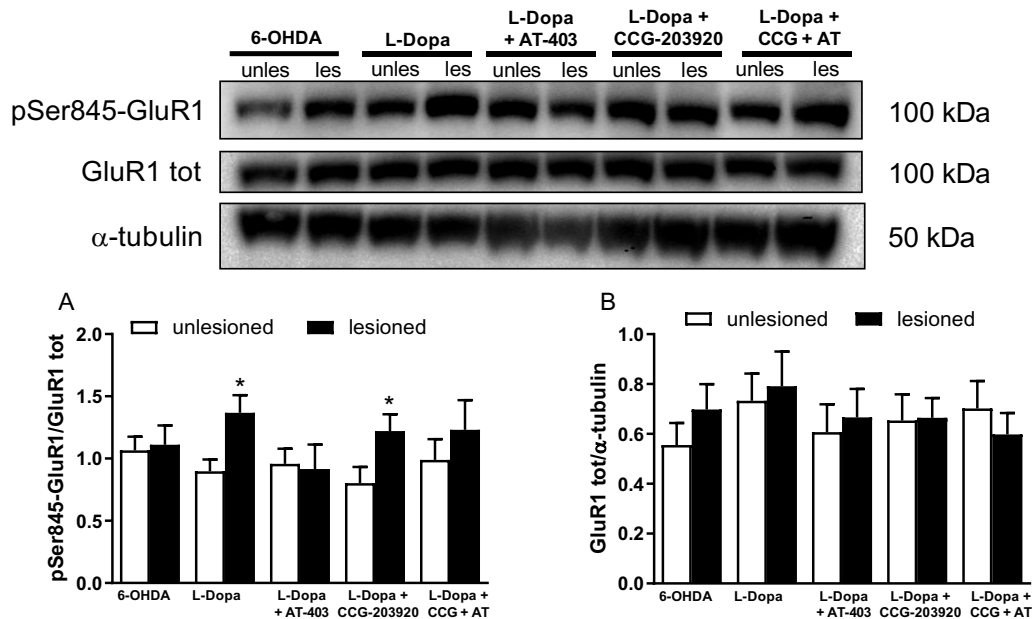 6-OHDA
L-Dopa
L-Dopa
+ AT-403
L-Dopa +
CCG-203920
L-Dopa +
CCG + AT
unles les unles les unles les unles les unles les
pSer845-GluR1
100 kDa
GluR1 tot
100 kDa
α-tubulin
50 kDa
A
unlesioned lesioned
pSer845-GluR1/GluR1 tot
2.0
1.5
1.0
0.5
0.0
*
*
6-OHDA
L-Dopa
L-Dopa
+ AT-403
L-Dopa +
CCG-203920
L-Dopa +
CCG + AT
B
unlesioned lesioned
GluR1 tot/α-tubulin
1.0
0.8
0.6
0.4
0.2
0.0
6-OHDA
L-Dopa
L-Dopa
+ AT-403
L-Dopa +
CCG-203920
L-Dopa +
CCG + AT